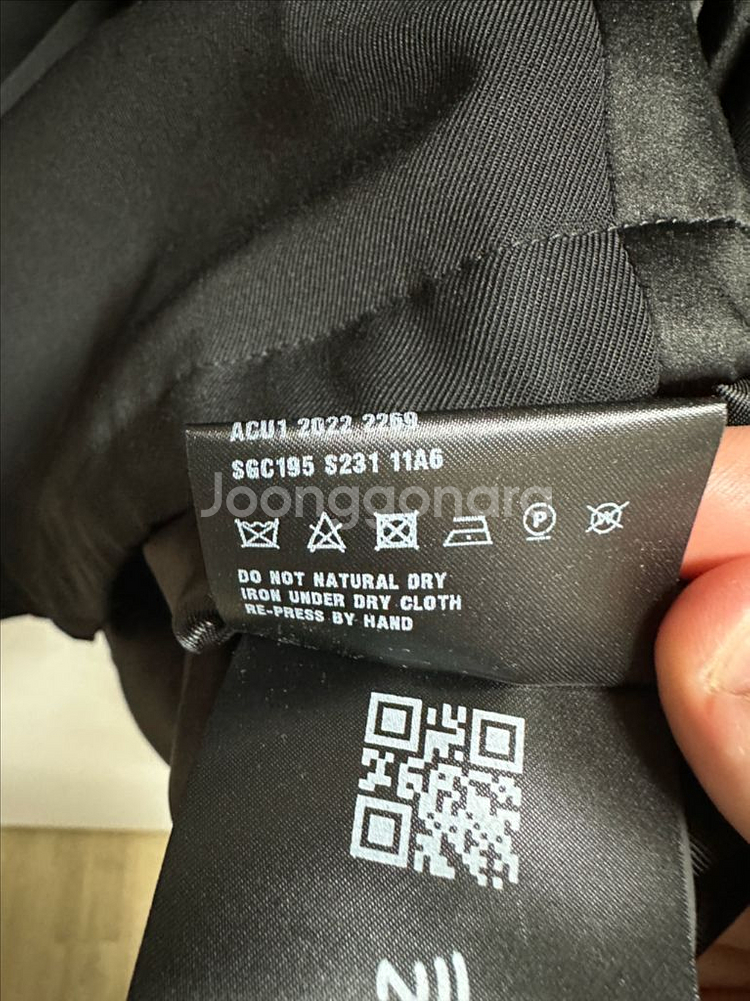 ACU1 2022 2269
SGC195 S231 11A6
Joonggonara
P
W
DO NOT NATURAL DRY
IRON UNDER DRY CLOTH
RE-PRESS BY HAND